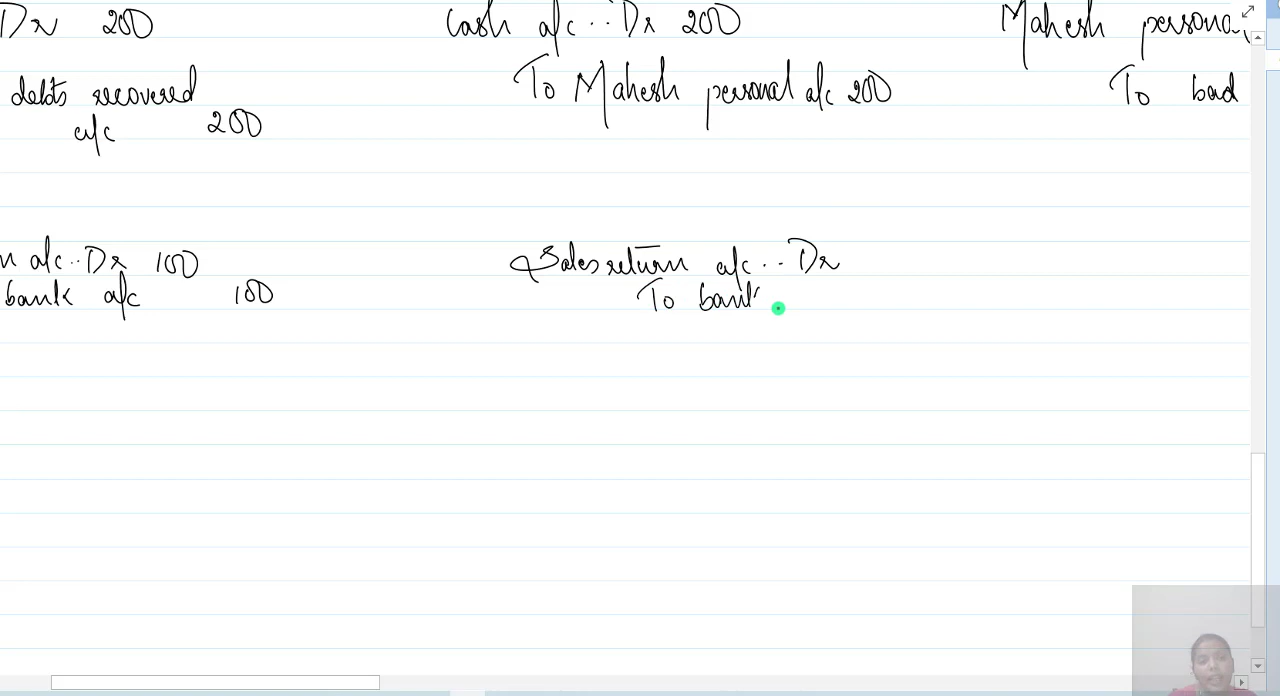 Dr 200
debts recovered
a/c 200
Cash a/c .. Dr 200
To Mahesh personal a/c 200
Mahesh personal
To bad
n a/c .. Dr 100
bank a/c 100
Sales return a/c .. Dr
To bank